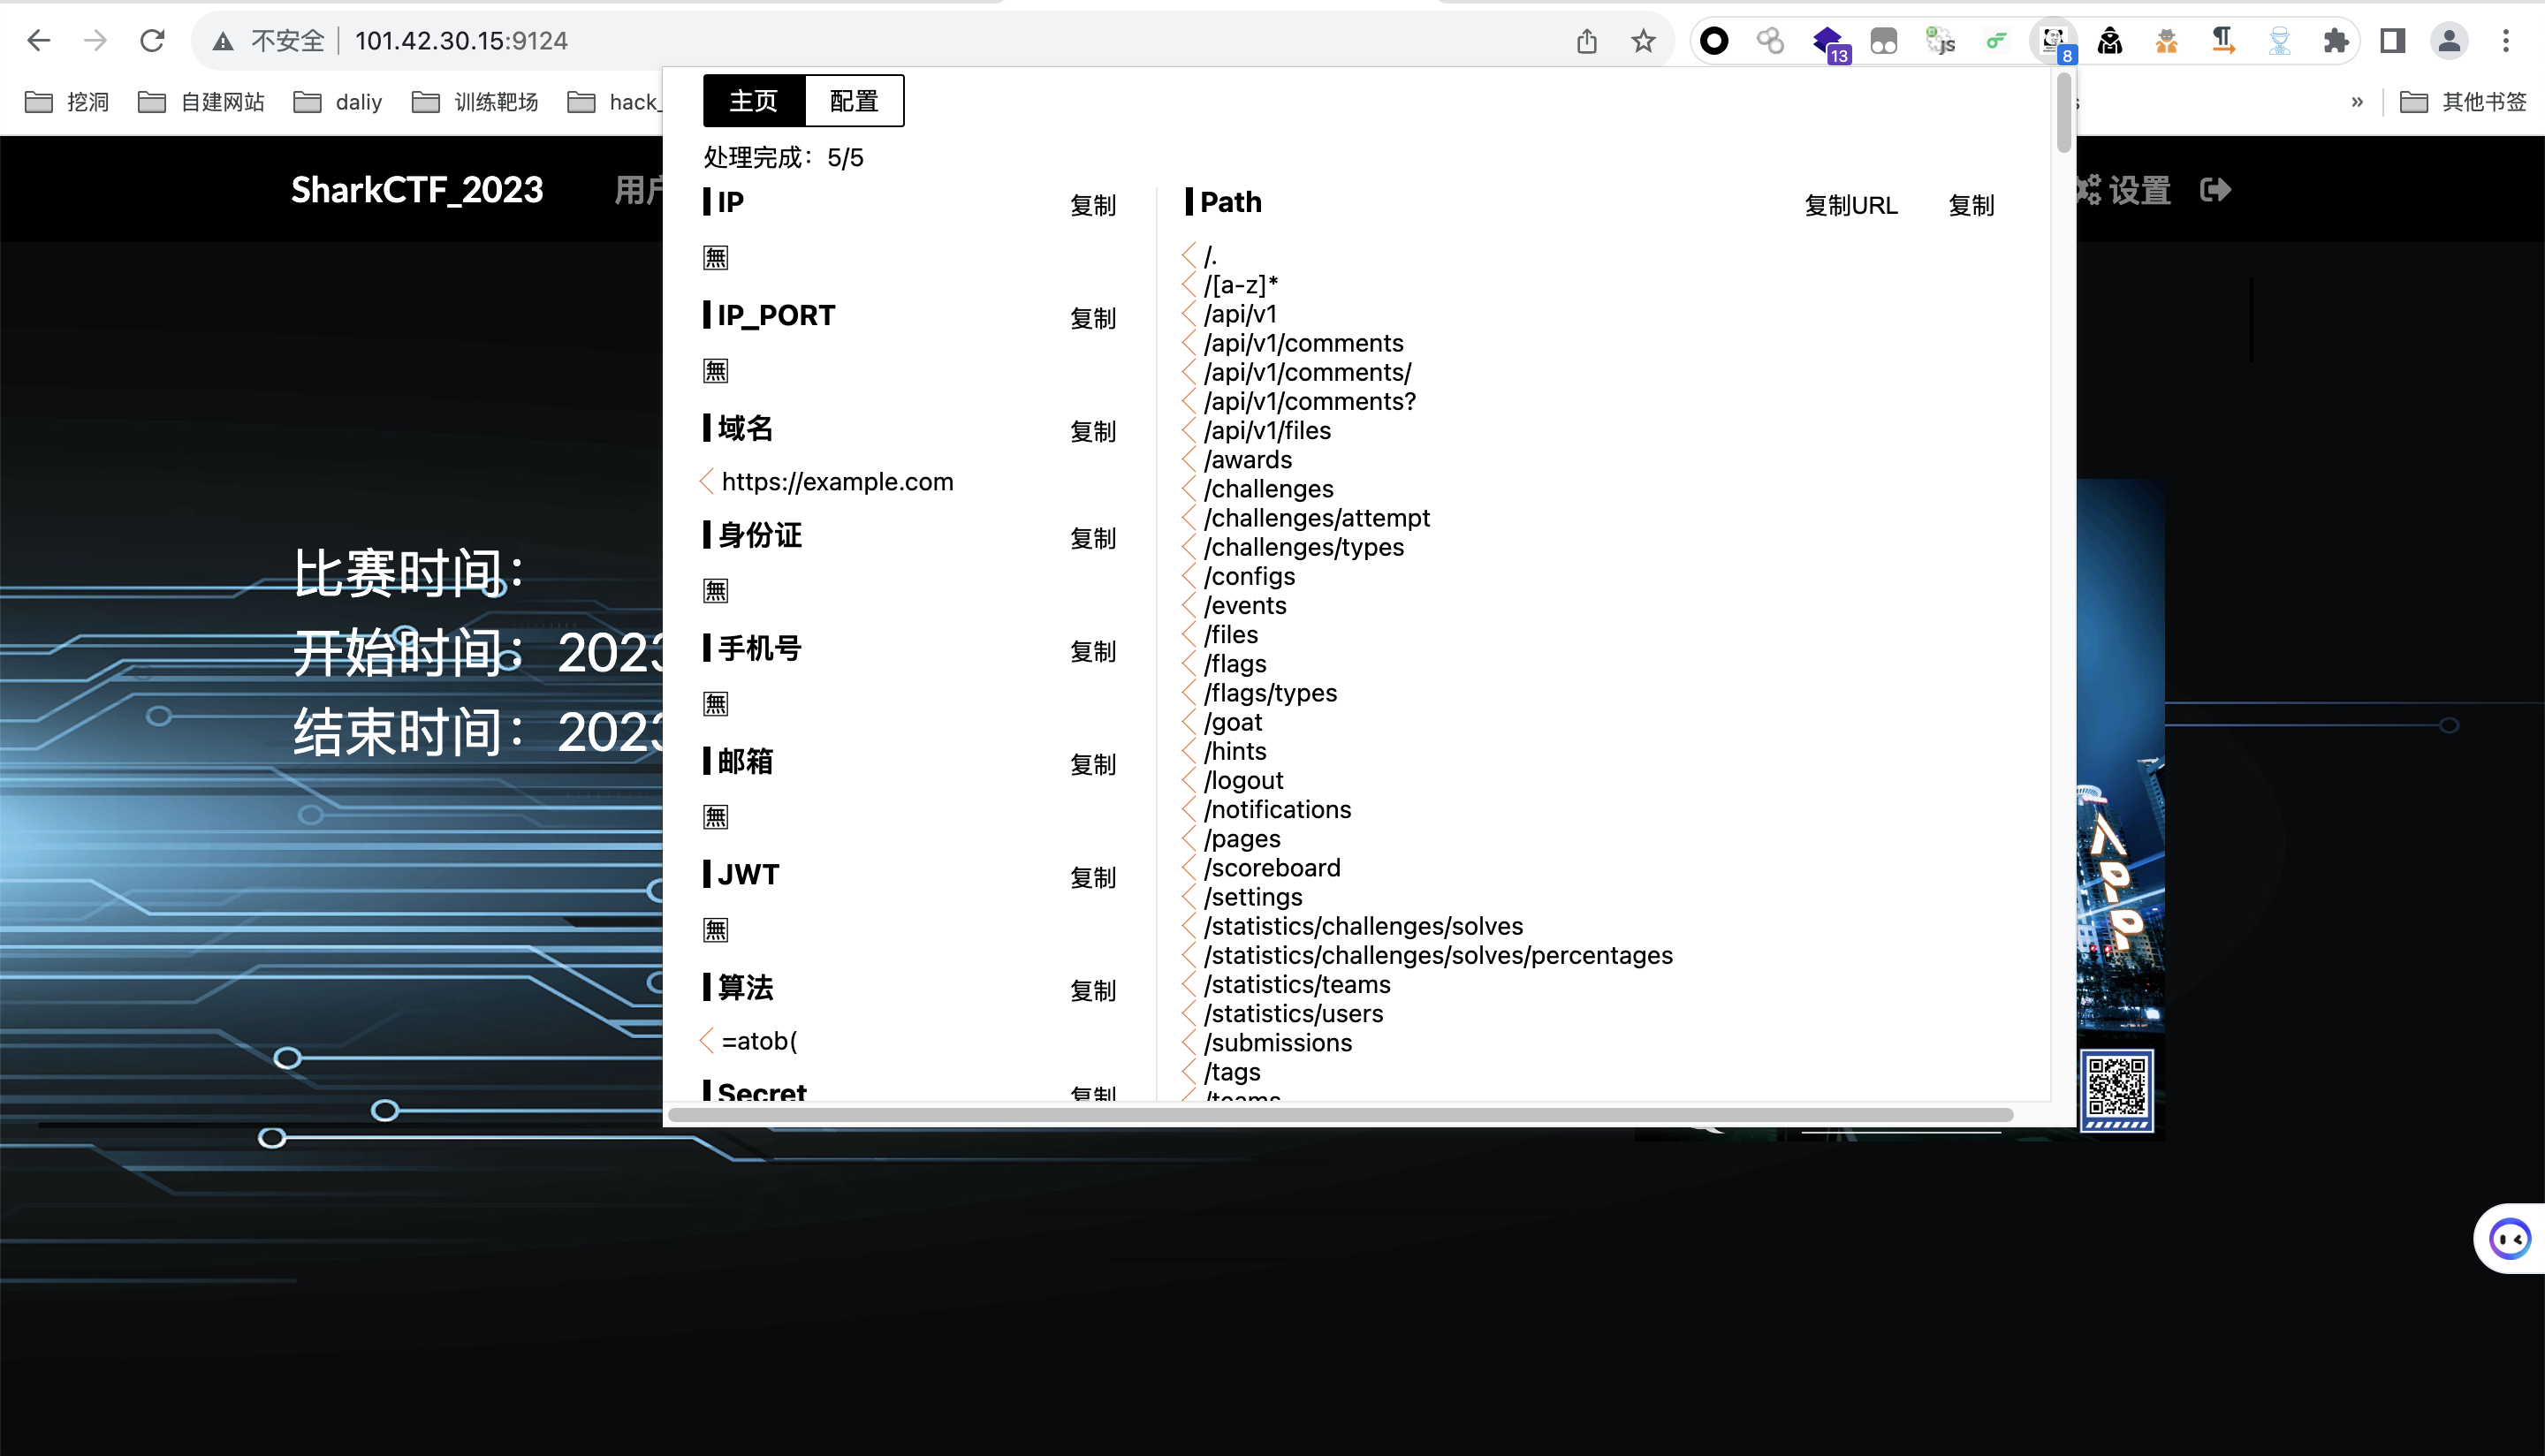 不安全 101.42.30.15:9124
13
js
8
挖洞 自建网站 daliy 训练靶场 hack_ » 其他书签
主页 配置
处理完成：5/5
SharkCTF_2023 用户 设置
IP 复制
無
IP_PORT 复制
無
域名 复制
https://example.com
身份证 复制
無
手机号 复制
無
邮箱 复制
無
JWT 复制
無
算法 复制
=atob(
Secret 复制
Path 复制URL 复制
/.
/[a-z]*
/api/v1
/api/v1/comments
/api/v1/comments/
/api/v1/comments?
/api/v1/files
/awards
/challenges
/challenges/attempt
/challenges/types
/configs
/events
/files
/flags
/flags/types
/goat
/hints
/logout
/notifications
/pages
/scoreboard
/settings
/statistics/challenges/solves
/statistics/challenges/solves/percentages
/statistics/teams
/statistics/users
/submissions
/tags
/teams
比赛时间：
开始时间：2023
结束时间：2023
APP